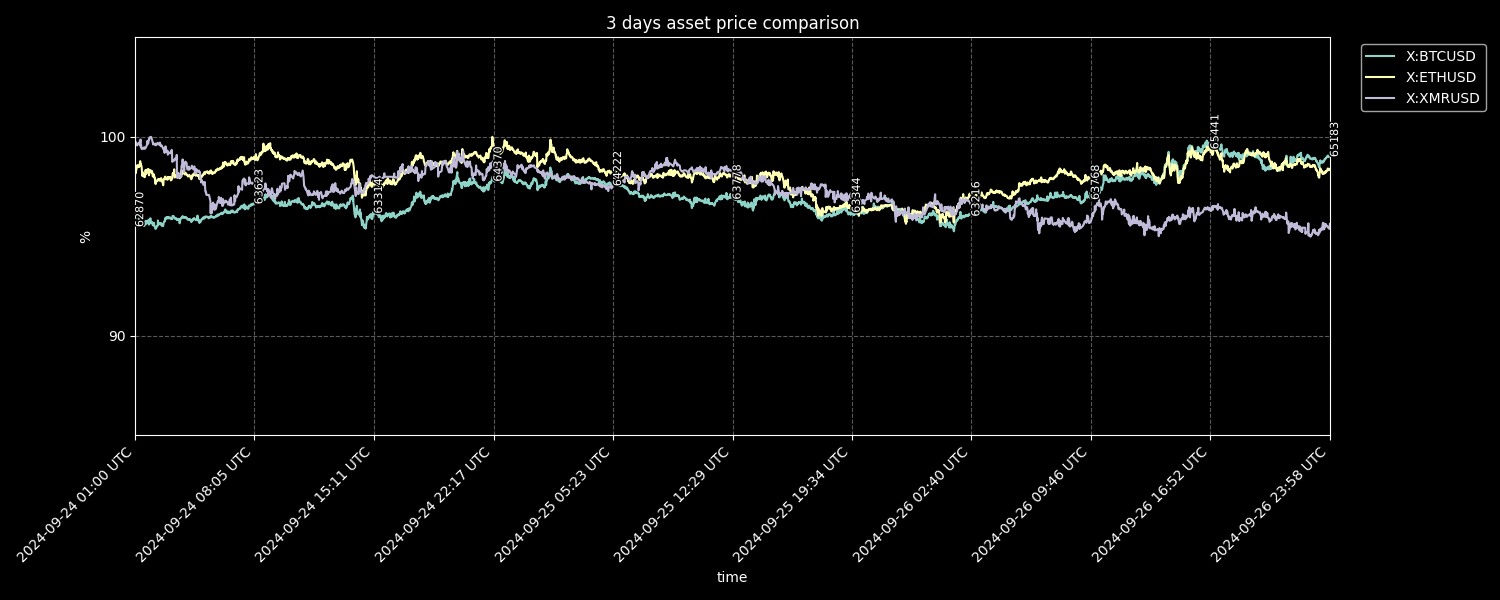 3 days asset price comparison
X:BTCUSD
X:ETHUSD
X:XMRUSD
%
100
90
62870
63623
63314
64370
64222
63778
63344
63216
63768
65441
65183
2024-09-24 01:00 UTC
2024-09-24 08:05 UTC
2024-09-24 15:11 UTC
2024-09-24 22:17 UTC
2024-09-25 05:23 UTC
2024-09-25 12:29 UTC
2024-09-25 19:34 UTC
2024-09-26 02:40 UTC
2024-09-26 09:46 UTC
2024-09-26 16:52 UTC
2024-09-26 23:58 UTC
time